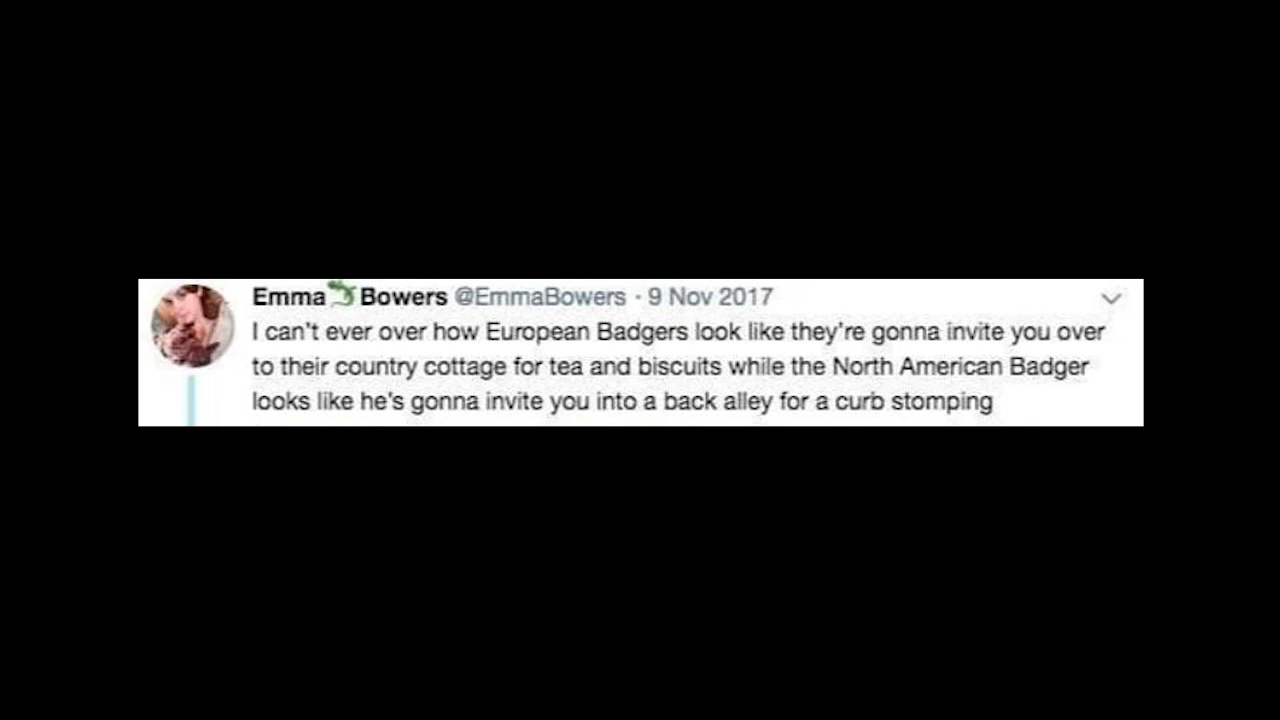 Emma🦎Bowers @EmmaBowers · 9 Nov 2017
I can't ever over how European Badgers look like they're gonna invite you over
to their country cottage for tea and biscuits while the North American Badger
looks like he's gonna invite you into a back alley for a curb stomping